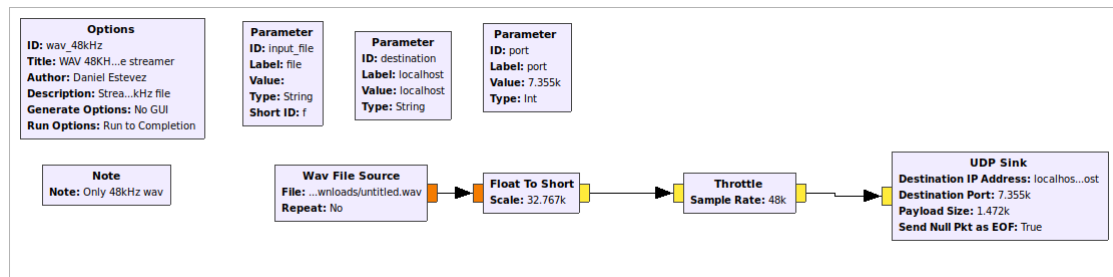 Options
ID: wav_48kHz
Title: WAV 48KH...e streamer
Author: Daniel Estevez
Description: Strea...kHz file
Generate Options: No GUI
Run Options: Run to Completion
Parameter
ID: input_file
Label: file
Value:
Type: String
Short ID: f
Parameter
ID: destination
Label: localhost
Value: localhost
Type: String
Parameter
ID: port
Label: port
Value: 7.355k
Type: Int
Note
Note: Only 48kHz wav
Wav File Source
File: ...wnloads/untitled.wav
Repeat: No
Float To Short
Scale: 32.767k
Throttle
Sample Rate: 48k
UDP Sink
Destination IP Address: localhos...ost
Destination Port: 7.355k
Payload Size: 1.472k
Send Null Pkt as EOF: True